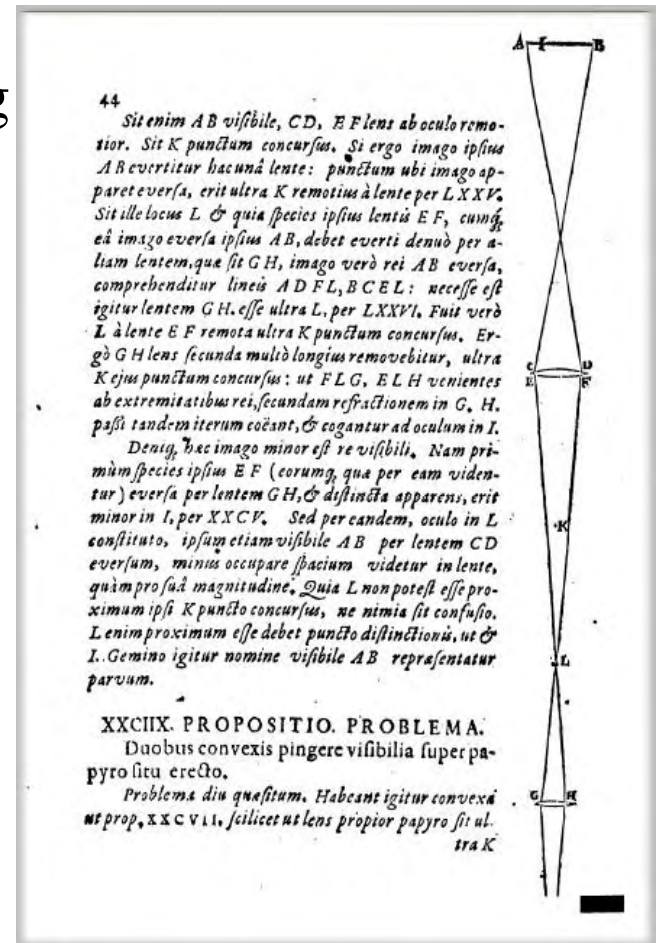 g
44
Sit enim AB visibile, CD, EF lens ab oculo remo-
tior. Sit K punctum concursus. Si ergo imago ipsius
AB evertitur hac unâ lente: punctum ubi imago ap-
paret eversa, erit ultra K remotius à lente per LXXV.
Sit ille locus L & quia species ipsius lentis EF, cumq́;
eâ imago eversa ipsius AB, debet everti denuò per a-
liam lentem, quæ sit GH, imago verò rei AB eversa,
comprehenditur lineis ADFL, BCEL: necesse est
igitur lentem GH. esse ultra L, per LXXVI. Fuit verò
L à lente EF remota ultra K punctum concursus. Er-
gò GH lens secunda multò longius removebitur, ultra
K ejus punctum concursus: ut FLG, ELH venientes
ab extremitatibus rei, secundam refractionem in G, H.
passi tandem iterum coëant, & cogantur ad oculum in I.
Deniq, hæc imago minor est re visibili. Nam pri-
mùm species ipsius EF (eorumq, quæ per eam viden-
tur) eversa per lentem GH, & distincta apparens, erit
minor in I, per XXCV. Sed per eandem, oculo in L
constituto, ipsum etiam visibile AB per lentem CD
eversum, minus occupare spacium videtur in lente,
quàm pro suâ magnitudine. Quia L non potest esse pro-
ximum ipsi K puncto concursus, ne nimia sit confusio.
L enim proximum esse debet puncto distinctionis, ut &
I. Gemino igitur nomine visibile AB repræsentatur
parvum.
XXCIIX. PROPOSITIO. PROBLEMA.
Duobus convexis pingere visibilia super pa-
pyro situ erecto.
Problema diu quæsitum. Habeant igitur convexa
ut prop, XXCVII. scilicet ut lens propior papyro sit ul-
tra K
A I B
C D
E F
K
L
G H